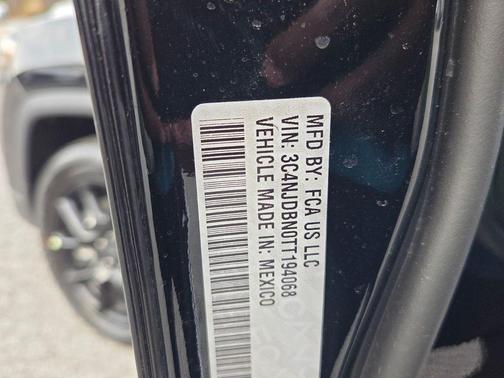 MFD BY: FCA US LLC
VIN: 3C4NJDBN0TT194068
VEHICLE MADE IN: MEXICO